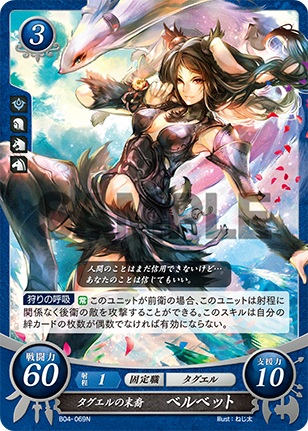 3
SAMPLE
人間のことはまだ信用できないけど…
あなたのことは信じてもいい。
狩りの呼吸 常 このユニットが前衛の場合、このユニットは射程に
関係なく後衛の敵を攻撃することができる。このスキルは自分の
絆カードの枚数が偶数でなければ有効にならない。
戦闘力
60
射程 1 固定職 タグエル
支援力
10
タグエルの末裔 ベルベット
B04-069N
Illust:ねじ太